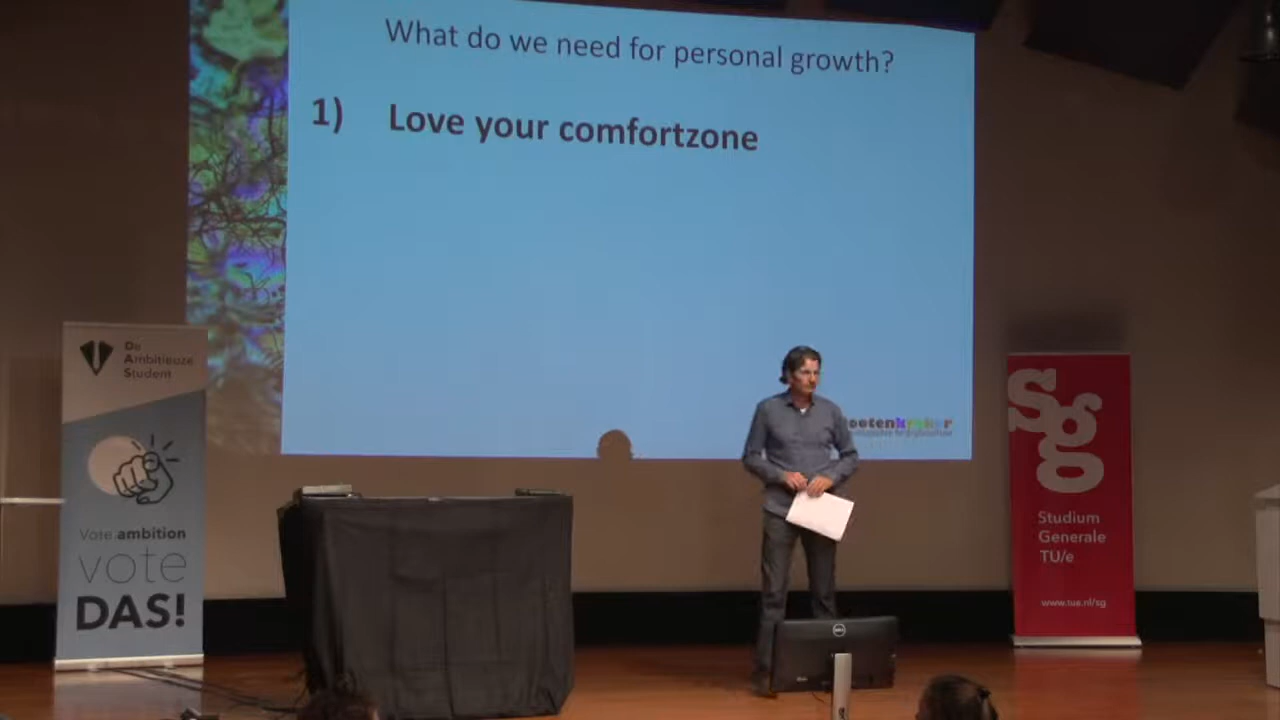 What do we need for personal growth?
1) Love your comfortzone
De
Ambitieuze
Student
Vote ambition
vote
DAS!
sg
Studium
Generale
TU/e
www.tue.nl/sg
DELL